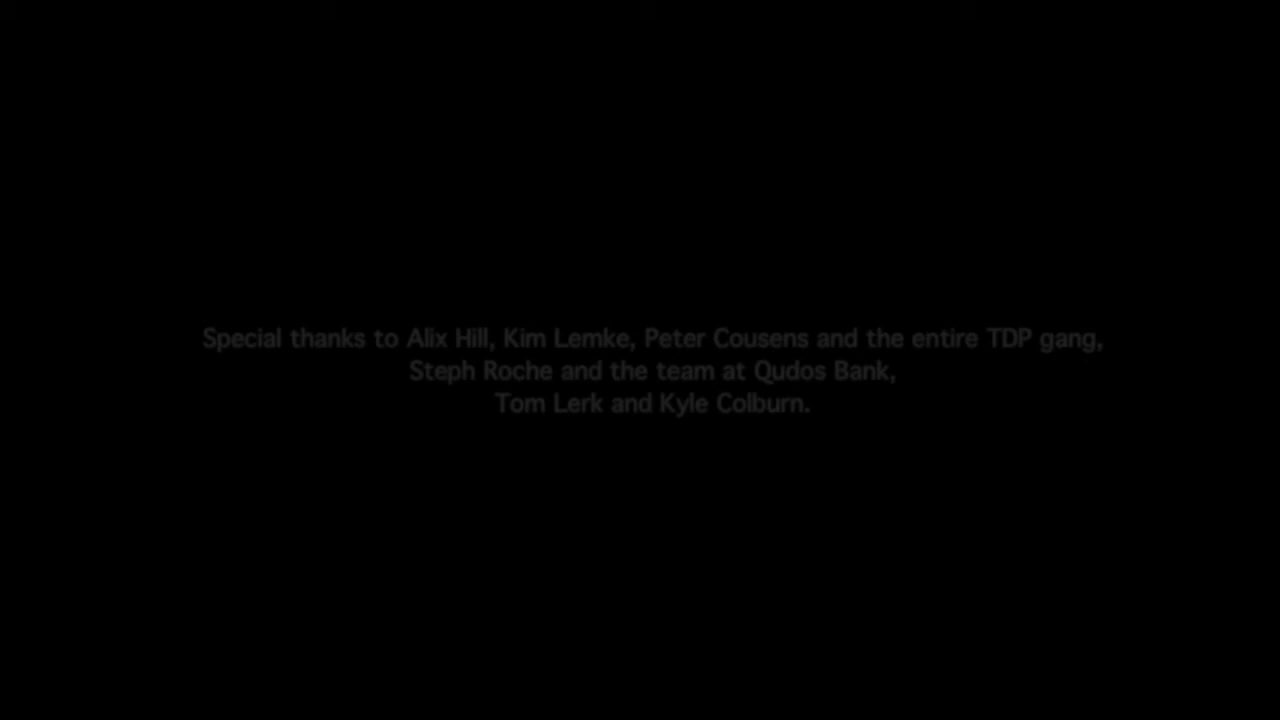 Special thanks to Alix Hill, Kim Lemke, Peter Cousens and the entire TDP gang,
Steph Roche and the team at Qudos Bank,
Tom Lerk and Kyle Colburn.